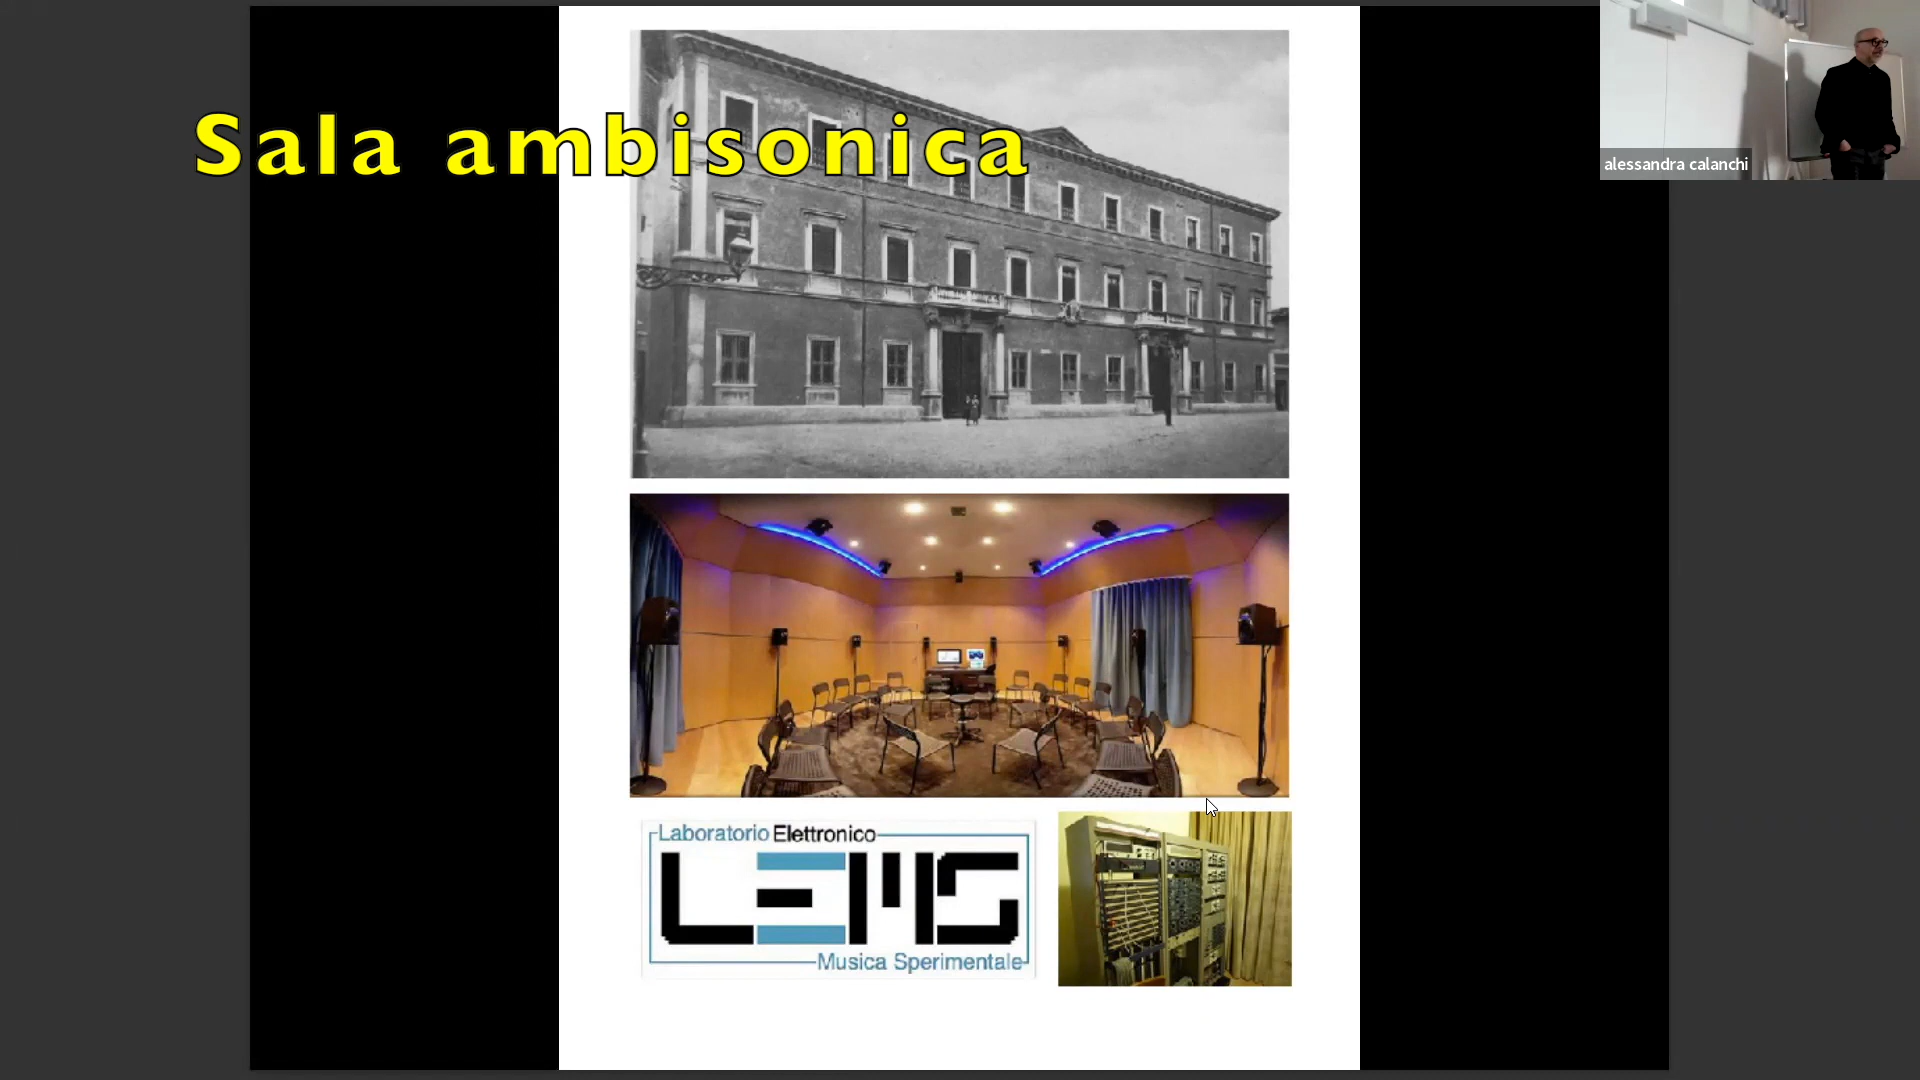 Sala ambisonica
alessandra calanchi
Laboratorio Elettronico
LEMS
Musica Sperimentale